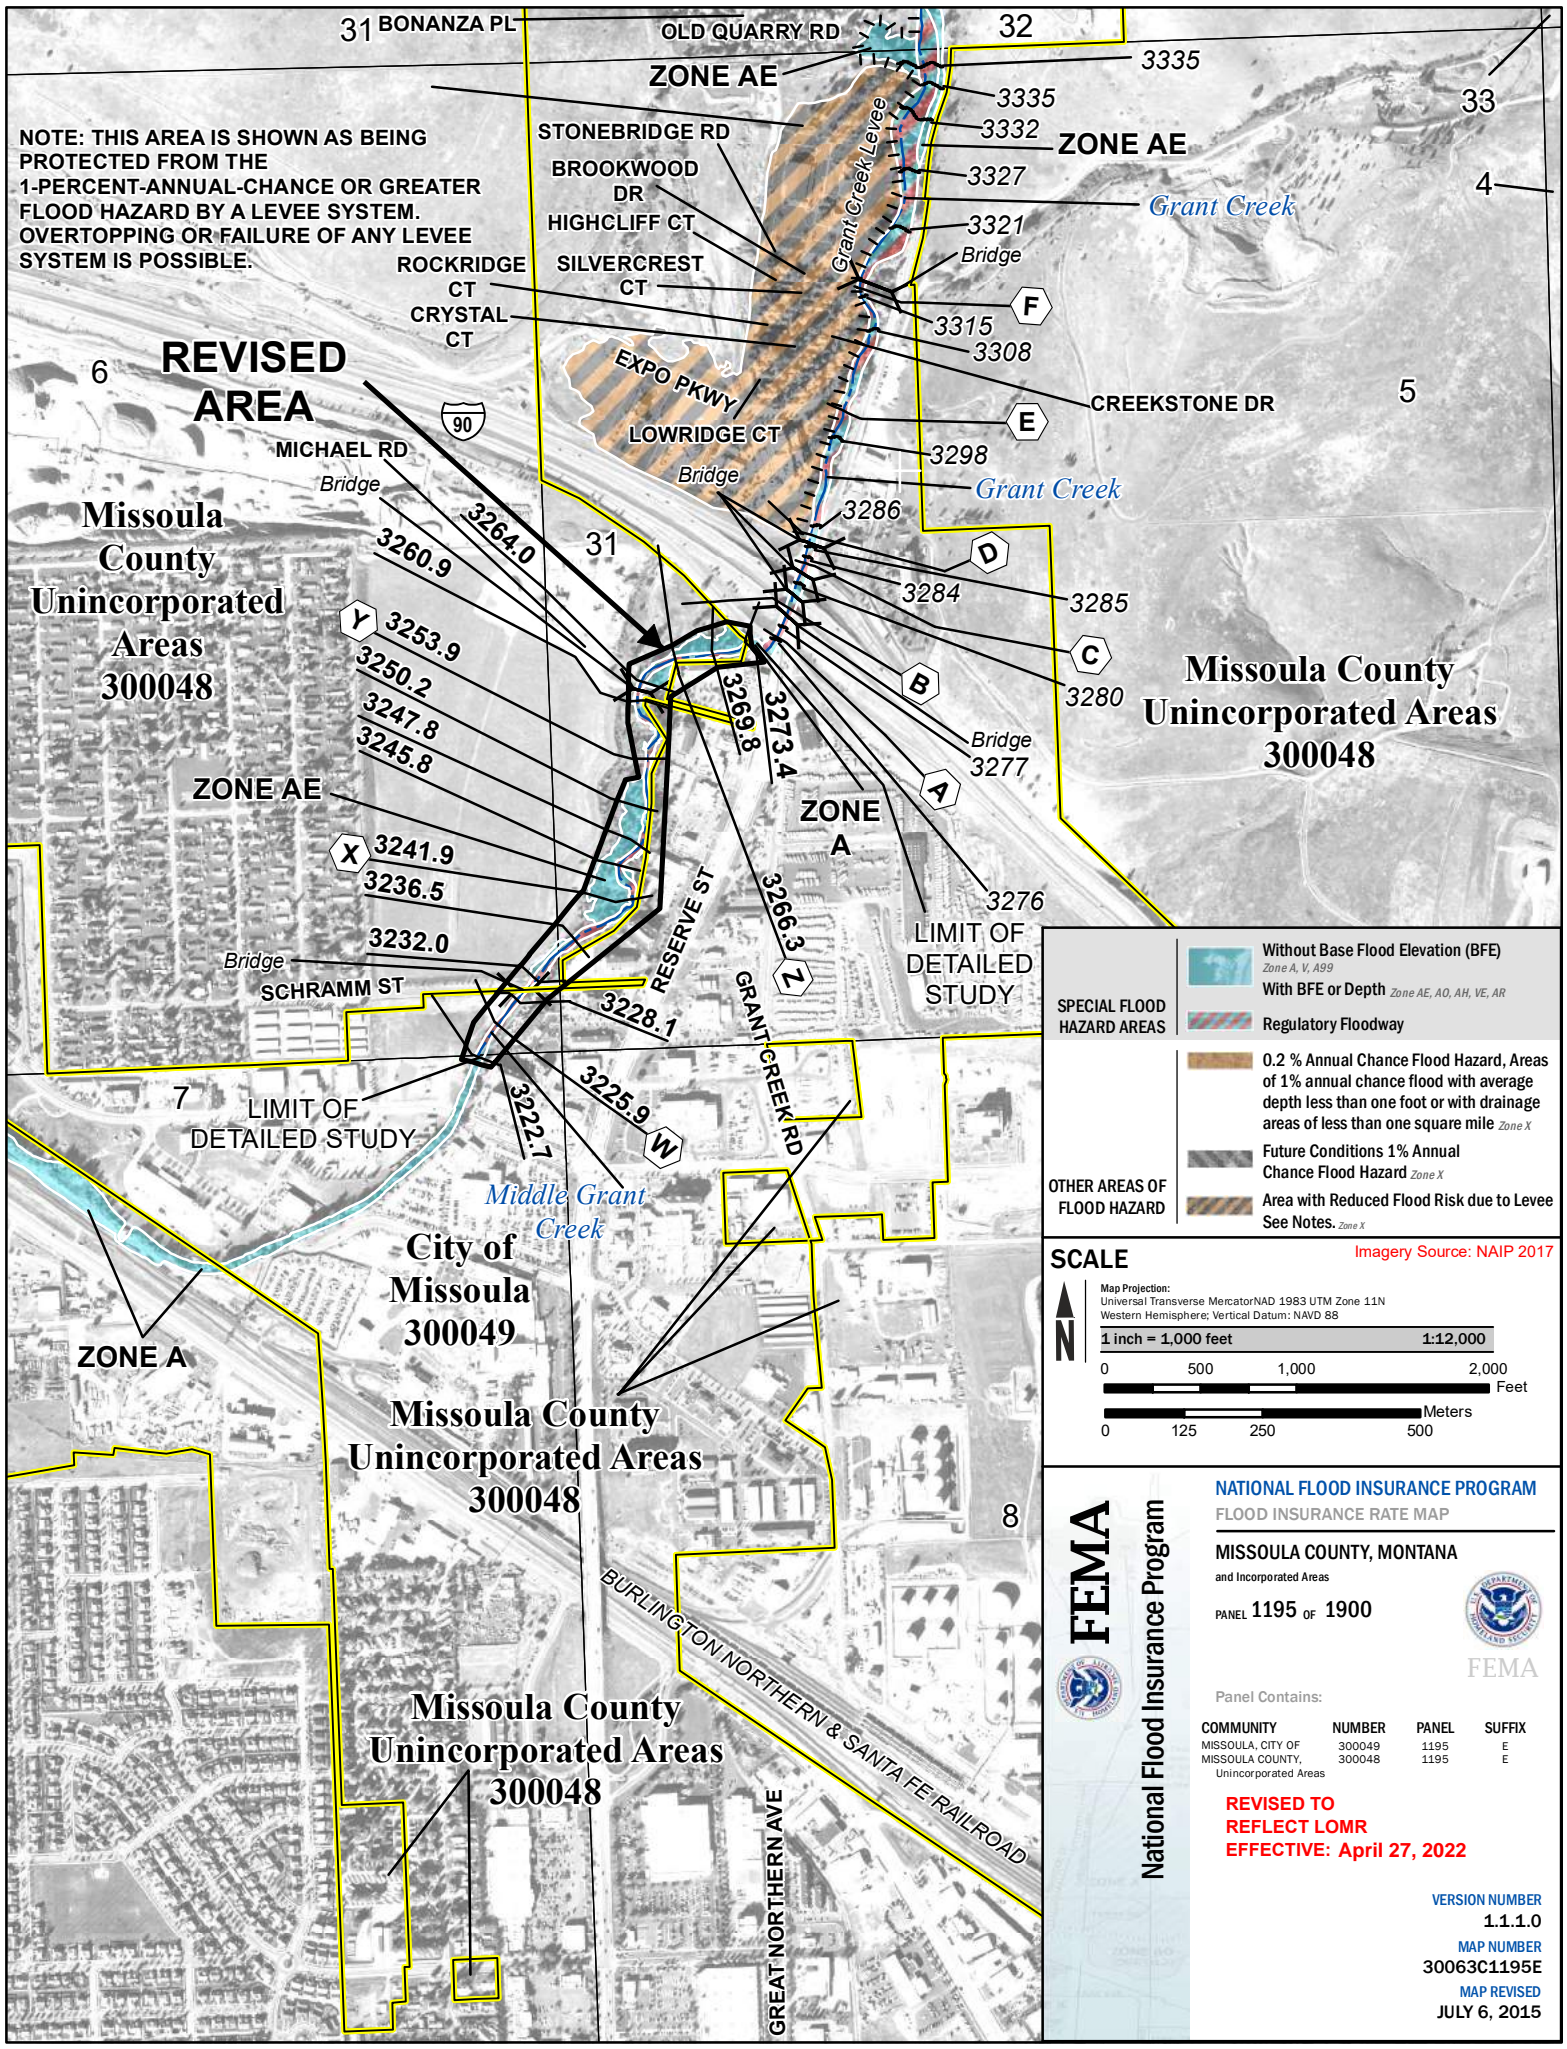 31
BONANZA PL
OLD QUARRY RD
32
ZONE AE
3335
33
3335
3332
ZONE AE
NOTE: THIS AREA IS SHOWN AS BEING
PROTECTED FROM THE
1-PERCENT-ANNUAL-CHANCE OR GREATER
FLOOD HAZARD BY A LEVEE SYSTEM.
OVERTOPPING OR FAILURE OF ANY LEVEE
SYSTEM IS POSSIBLE.
STONEBRIDGE RD
BROOKWOOD
DR
HIGHCLIFF CT
SILVERCREST
CT
ROCKRIDGE
CT
CRYSTAL
CT
Grant Creek Levee
3327
4
Grant Creek
3321
Bridge
F
3315
3308
REVISED
AREA
6
90
EXPO PKWY
LOWRIDGE CT
CREEKSTONE DR
5
E
3298
MICHAEL RD
Bridge
Bridge
Grant Creek
3286
Missoula
County
Unincorporated
Areas
300048
3264.0
3260.9
31
D
3284
3285
C
Y
3253.9
3250.2
3247.8
3245.8
B
3280
Missoula County
Unincorporated Areas
300048
3269.8
3273.4
Bridge
3277
A
ZONE AE
ZONE
A
X
3241.9
3236.5
3276
3266.3
Z
RESERVE ST
LIMIT OF
DETAILED
STUDY
3232.0
Bridge
SCHRAMM ST
3228.1
GRANT CREEK RD
7
LIMIT OF
DETAILED STUDY
3222.7
3225.9
W
Middle Grant
Creek
City of
Missoula
300049
ZONE A
Missoula County
Unincorporated Areas
300048
8
BURLINGTON NORTHERN & SANTA FE RAILROAD
Missoula County
Unincorporated Areas
300048
GREAT NORTHERN AVE
SPECIAL FLOOD
HAZARD AREAS
Without Base Flood Elevation (BFE)
Zone A, V, A99
With BFE or Depth Zone AE, AO, AH, VE, AR
Regulatory Floodway
OTHER AREAS OF
FLOOD HAZARD
0.2 % Annual Chance Flood Hazard, Areas
of 1% annual chance flood with average
depth less than one foot or with drainage
areas of less than one square mile Zone X
Future Conditions 1% Annual
Chance Flood Hazard Zone X
Area with Reduced Flood Risk due to Levee
See Notes. Zone X
SCALE
Imagery Source: NAIP 2017
N
Map Projection:
Universal Transverse MercatorNAD 1983 UTM Zone 11N
Western Hemisphere; Vertical Datum: NAVD 88
1 inch = 1,000 feet 1:12,000
0 500 1,000 2,000
Feet
Meters
0 125 250 500
FEMA
National Flood Insurance Program
NATIONAL FLOOD INSURANCE PROGRAM
FLOOD INSURANCE RATE MAP
MISSOULA COUNTY, MONTANA
and Incorporated Areas
PANEL 1195 OF 1900
FEMA
Panel Contains:
COMMUNITY NUMBER PANEL SUFFIX
MISSOULA, CITY OF 300049 1195 E
MISSOULA COUNTY, 300048 1195 E
Unincorporated Areas
REVISED TO
REFLECT LOMR
EFFECTIVE: April 27, 2022
VERSION NUMBER
1.1.1.0
MAP NUMBER
30063C1195E
MAP REVISED
JULY 6, 2015